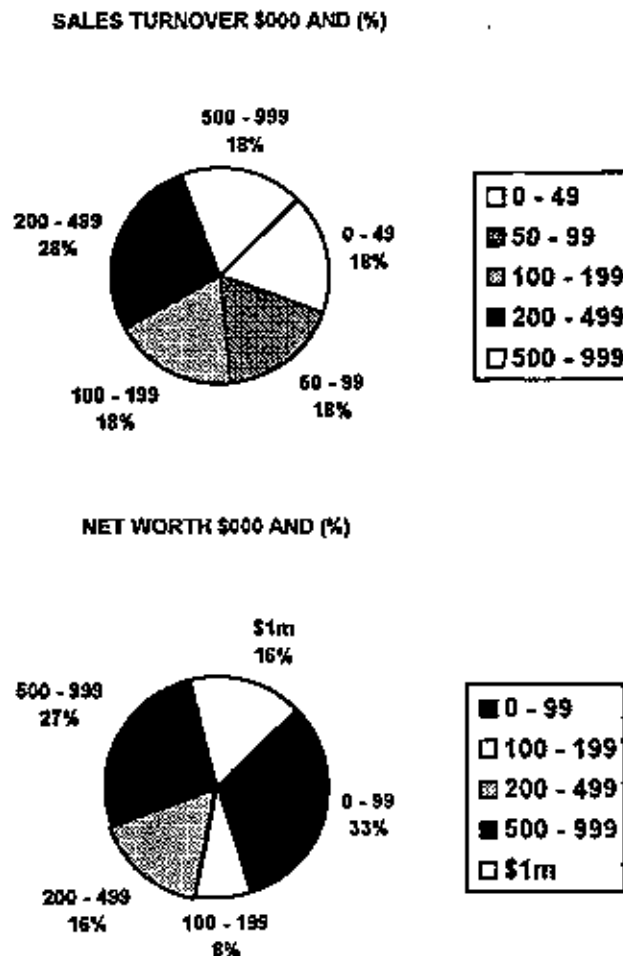 SALES TURNOVER $000 AND (%)
500 - 999
18%
200 - 499
28%
0 - 49
18%
100 - 199
18%
50 - 99
18%
0 - 49
50 - 99
100 - 199
200 - 499
500 - 999
NET WORTH $000 AND (%)
$1m
16%
500 - 999
27%
0 - 99
33%
200 - 499
16%
100 - 199
8%
0 - 99
100 - 199
200 - 499
500 - 999
$1m